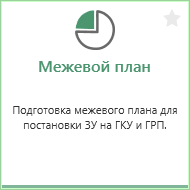 Межевой план
Подготовка межевого плана для
постановки ЗУ на ГКУ и ГРП.